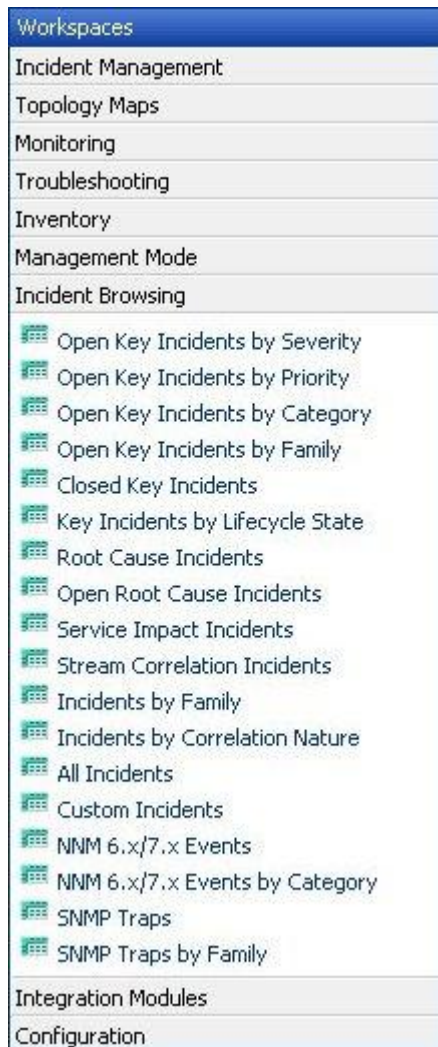 Workspaces
Incident Management
Topology Maps
Monitoring
Troubleshooting
Inventory
Management Mode
Incident Browsing
Open Key Incidents by Severity
Open Key Incidents by Priority
Open Key Incidents by Category
Open Key Incidents by Family
Closed Key Incidents
Key Incidents by Lifecycle State
Root Cause Incidents
Open Root Cause Incidents
Service Impact Incidents
Stream Correlation Incidents
Incidents by Family
Incidents by Correlation Nature
All Incidents
Custom Incidents
NNM 6.x/7.x Events
NNM 6.x/7.x Events by Category
SNMP Traps
SNMP Traps by Family
Integration Modules
Configuration